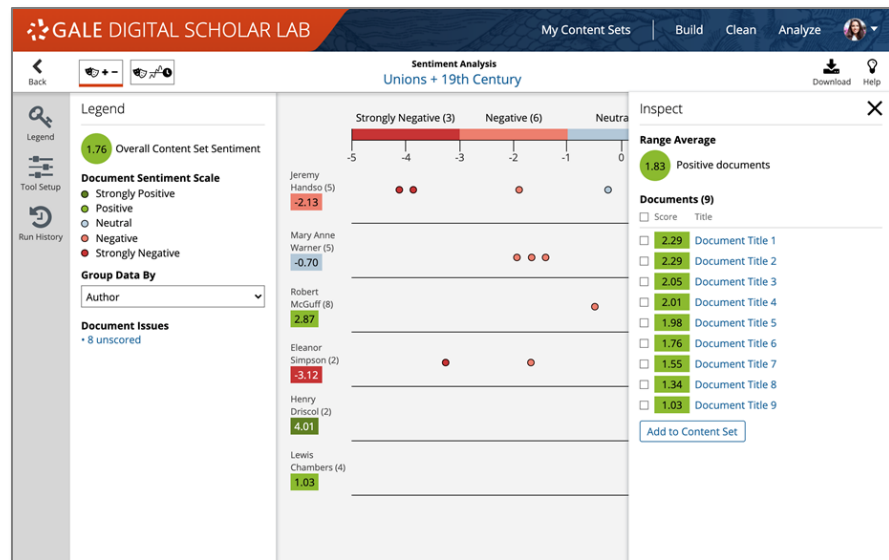 GALE DIGITAL SCHOLAR LAB
My Content Sets
Build
Clean
Analyze
Back
Sentiment Analysis
Unions + 19th Century
Download
Help
Legend
Tool Setup
Run History
Legend
1.76 Overall Content Set Sentiment
Document Sentiment Scale
Strongly Positive
Positive
Neutral
Negative
Strongly Negative
Group Data By
Author
Document Issues
• 8 unscored
Strongly Negative (3) Negative (6) Neutra
-5 -4 -3 -2 -1 0
Jeremy
Handso (5)
-2.13
Mary Anne
Warner (5)
-0.70
Robert
McGuff (8)
2.87
Eleanor
Simpson (2)
-3.12
Henry
Driscol (2)
4.01
Lewis
Chambers (4)
1.03
Inspect
Range Average
1.83 Positive documents
Documents (9)
Score Title
2.29 Document Title 1
2.29 Document Title 2
2.05 Document Title 3
2.01 Document Title 4
1.98 Document Title 5
1.76 Document Title 6
1.55 Document Title 7
1.34 Document Title 8
1.03 Document Title 9
Add to Content Set